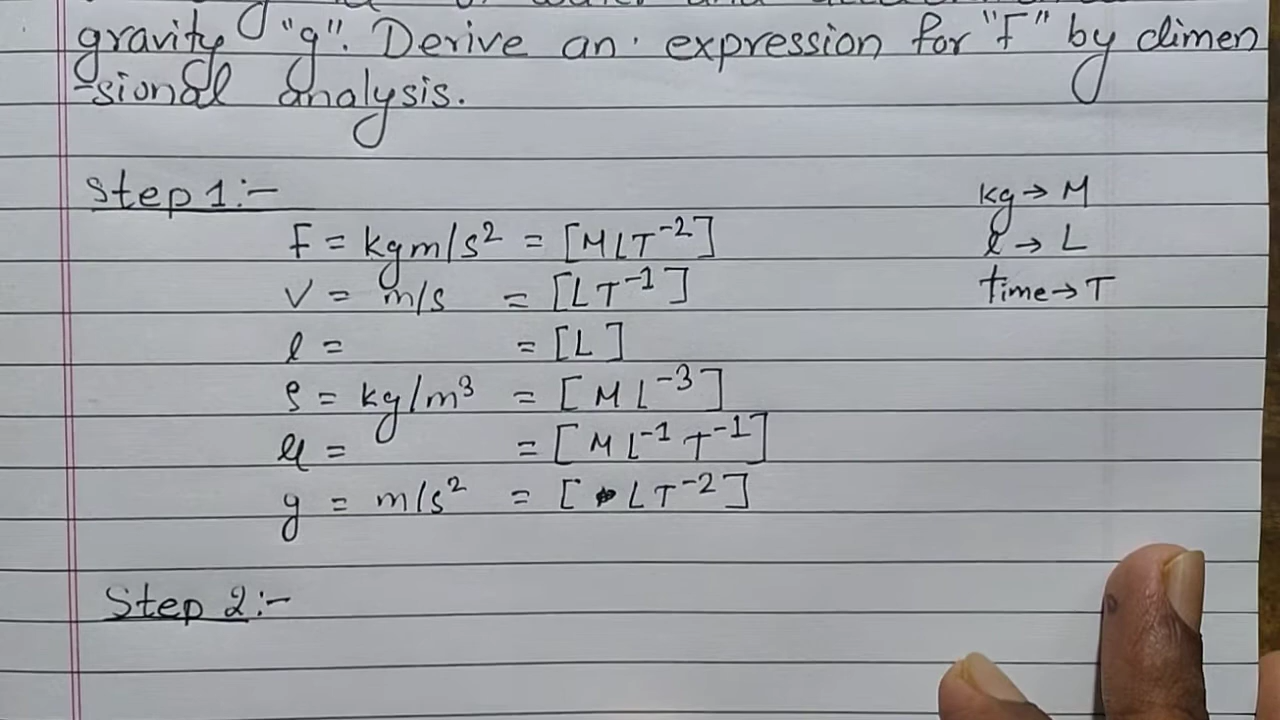 gravity "g". Derive an expression for "F" by dimen
-sional analysis.
Step 1:-
kg → M
l → L
time → T
F = kgm/s² = [MLT⁻²]
V = m/s = [LT⁻¹]
l = = [L]
ρ = kg/m³ = [ML⁻³]
μ = = [ML⁻¹T⁻¹]
g = m/s² = [LT⁻²]
Step 2:-